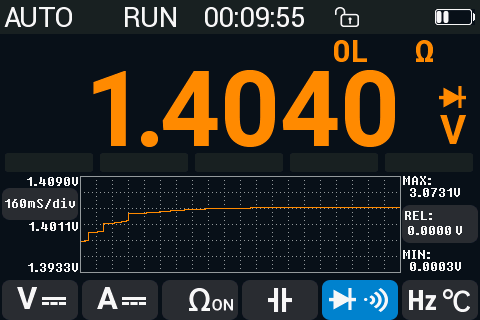 AUTO RUN 00:09:55
OL Ω
1.4040 V
1.4090V
160mS/div
1.4011V
1.3933V
MAX:
3.0731V
REL:
0.0000 V
MIN:
0.0003V
V A ΩON Hz °C